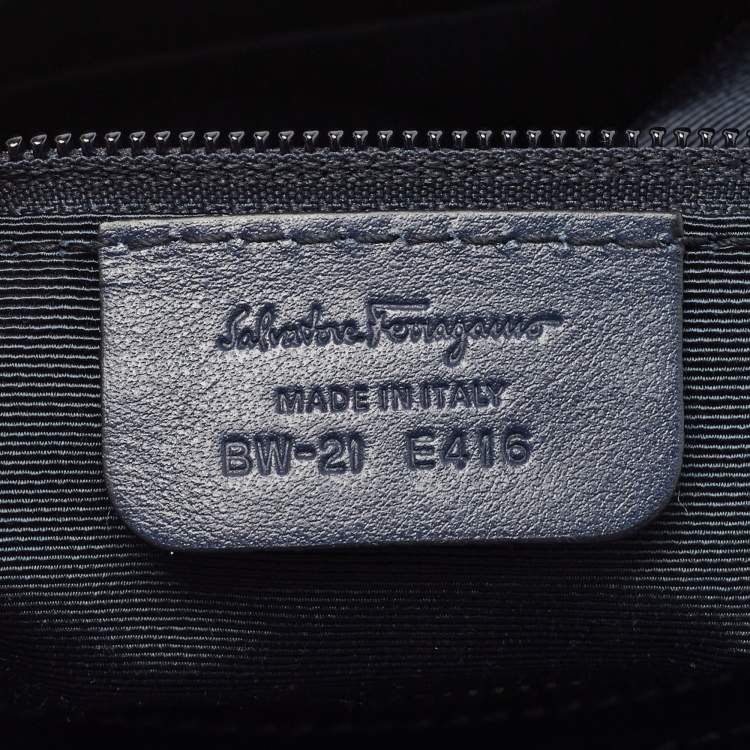 Salvatore Ferragamo
MADE IN ITALY
BW-21 E416